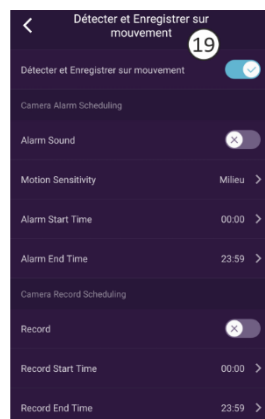 Détecter et Enregistrer sur
mouvement
19
Détecter et Enregistrer sur mouvement
Camera Alarm Scheduling
Alarm Sound
Motion Sensitivity Milieu
Alarm Start Time 00:00
Alarm End Time 23:59
Camera Record Scheduling
Record
Record Start Time 00:00
Record End Time 23:59